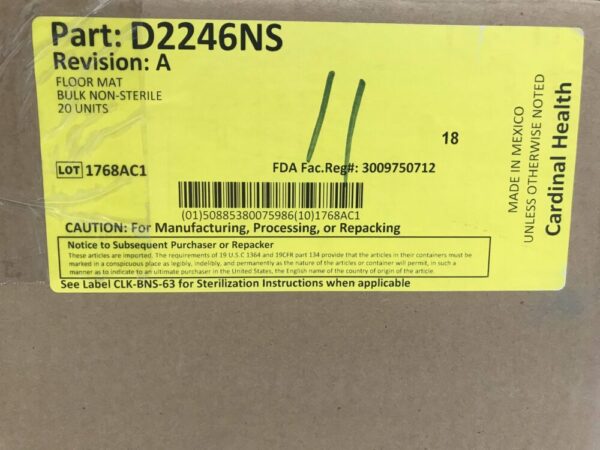 Part: D2246NS
Revision: A
FLOOR MAT
BULK NON-STERILE
20 UNITS
11
18
LOT 1768AC1
FDA Fac.Reg#: 3009750712
(01)50885380075986(10)1768AC1
CAUTION: For Manufacturing, Processing, or Repacking
Notice to Subsequent Purchaser or Repacker
These articles are imported. The requirements of 19 U.S.C 1364 and 19CFR part 134 provide that the articles in their containers must be
marked in a conspicuous place as legibly, indelibly, and permanently as the nature of the articles or container will permit, in such a
manner as to indicate to an ultimate purchaser in the United States, the English name of the country of origin of the article.
See Label CLK-BNS-63 for Sterilization Instructions when applicable
MADE IN MEXICO
UNLESS OTHERWISE NOTED
Cardinal Health